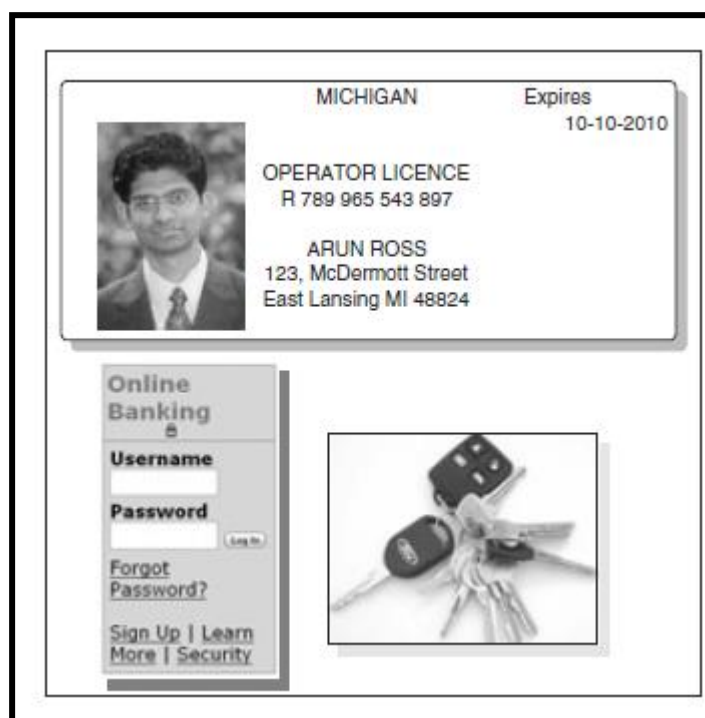 MICHIGAN Expires
10-10-2010
OPERATOR LICENCE
R 789 965 543 897
ARUN ROSS
123, McDermott Street
East Lansing MI 48824
Online
Banking
Username
Password
Log In
Forgot
Password?
Sign Up | Learn
More | Security